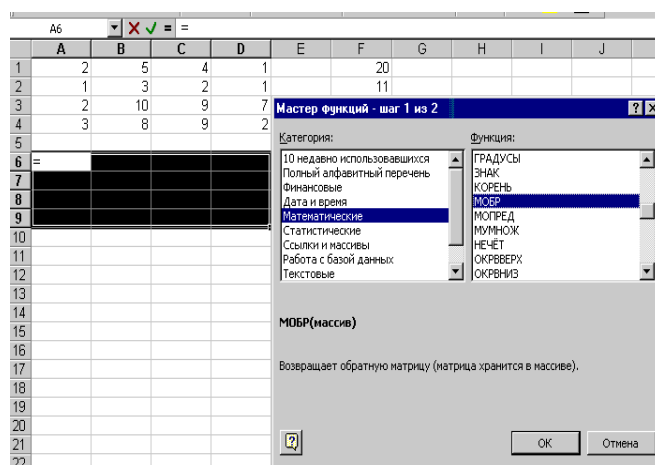 A6 = =
A B C D E F G H I J
1 2 5 4 1 20
2 1 3 2 1 11
3 2 10 9 7
4 3 8 9 2
5
6 =
7
8
9
10
11
12
13
14
15
16
17
18
19
20
21
22
Мастер функций - шаг 1 из 2
Категория: Функция:
10 недавно использовавшихся
Полный алфавитный перечень
Финансовые
Дата и время
Математические
Статистические
Ссылки и массивы
Работа с базой данных
Текстовые
ГРАДУСЫ
ЗНАК
КОРЕНЬ
МОБР
МОПРЕД
МУМНОЖ
НЕЧЁТ
ОКРВВЕРХ
ОКРВНИЗ
МОБР(массив)
Возвращает обратную матрицу (матрица хранится в массиве).
ОК Отмена